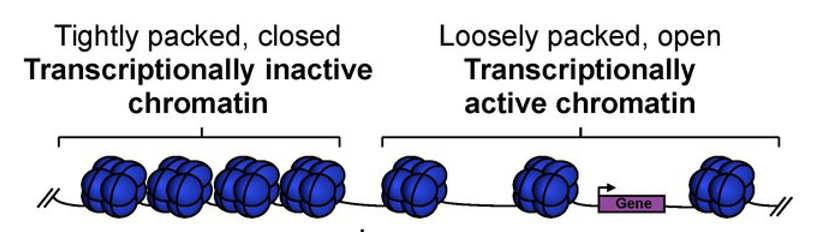 Tightly packed, closed
Transcriptionally inactive
chromatin
Loosely packed, open
Transcriptionally
active chromatin
Gene